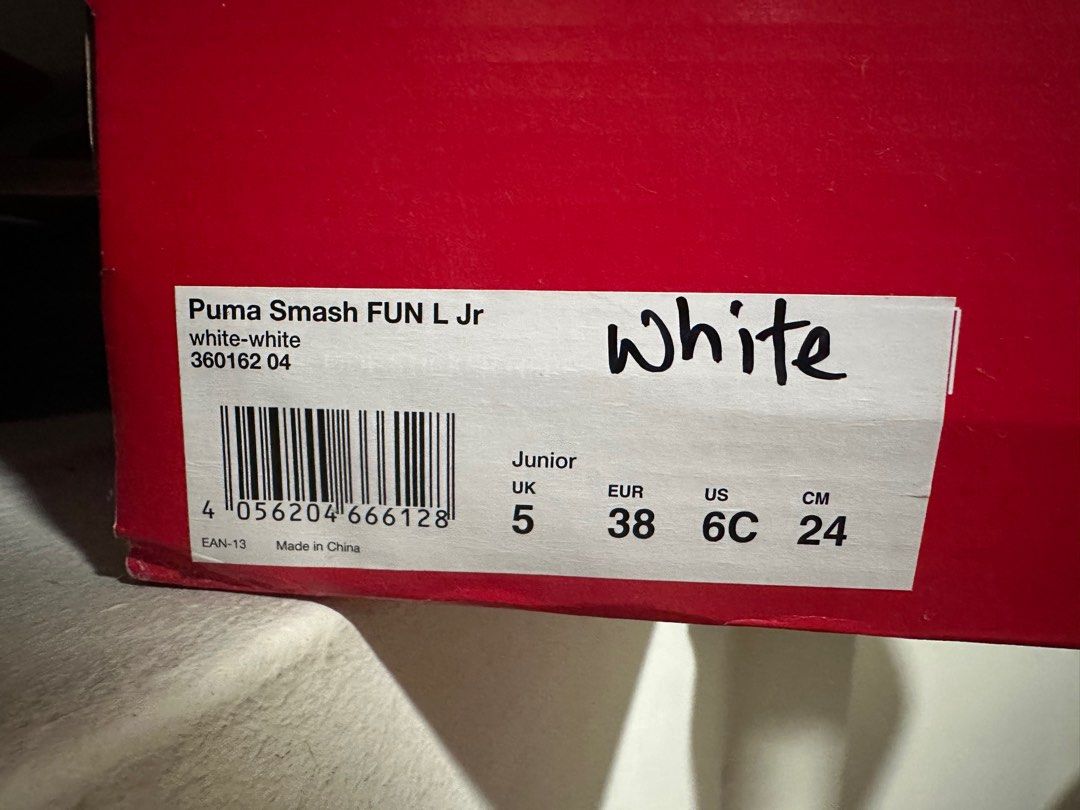 Puma Smash FUN L Jr
white-white
360162 04
White
4 056204 666128
EAN-13 Made in China
Junior
UK EUR US CM
5 38 6C 24